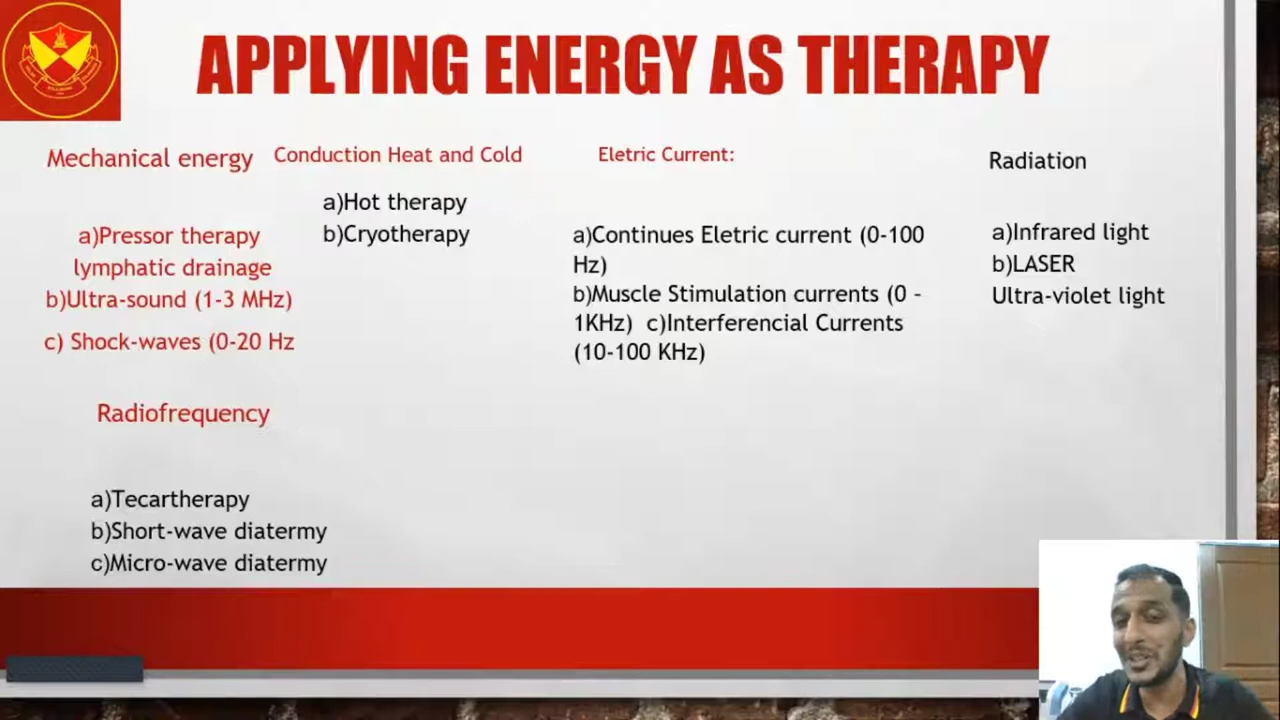 APPLYING ENERGY AS THERAPY
Mechanical energy
a)Pressor therapy
lymphatic drainage
b)Ultra-sound (1-3 MHz)
c) Shock-waves (0-20 Hz
Conduction Heat and Cold
a)Hot therapy
b)Cryotherapy
Eletric Current:
a)Continues Eletric current (0-100
Hz)
b)Muscle Stimulation currents (0 –
1KHz) c)Interferencial Currents
(10-100 KHz)
Radiation
a)Infrared light
b)LASER
Ultra-violet light
Radiofrequency
a)Tecartherapy
b)Short-wave diatermy
c)Micro-wave diatermy